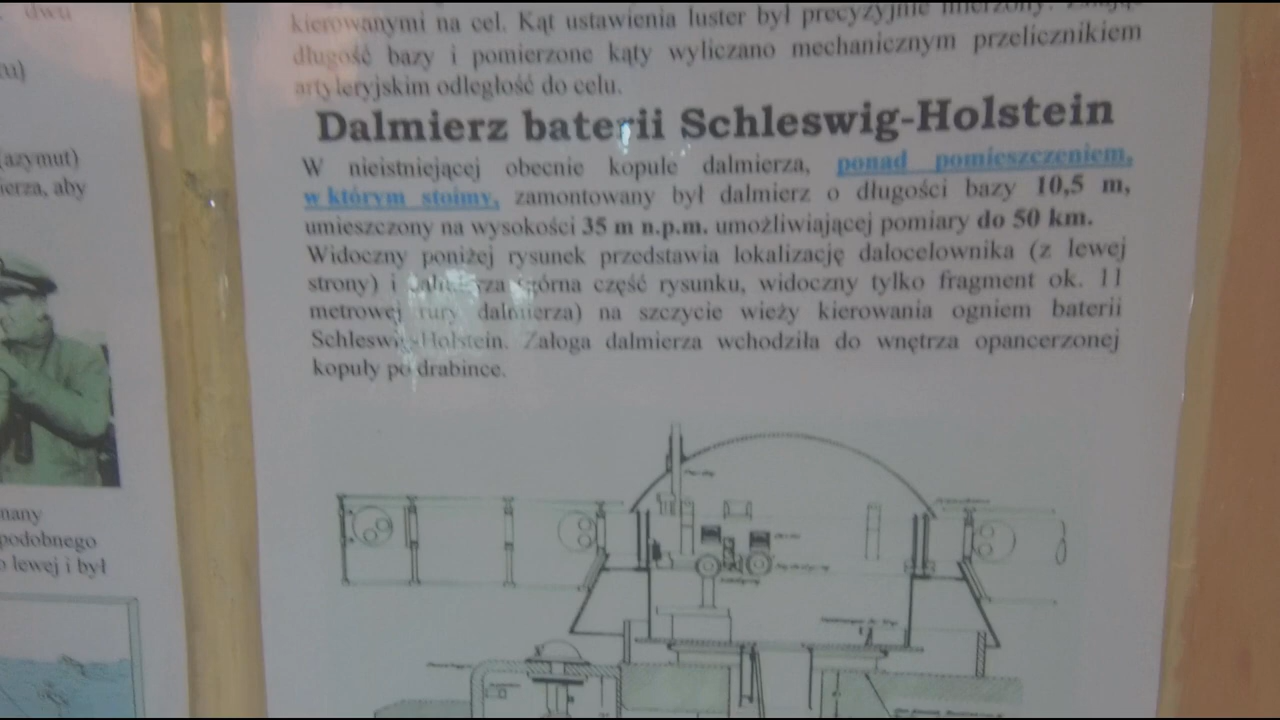 dwu
(azymut)
ierza, aby
nany
podobnego
o lewej i był
kierowanymi na cel. Kąt ustawienia luster był precyzyjnie mierzony.
długość bazy i pomierzone kąty wyliczano mechanicznym przelicznikiem
artyleryjskim odległość do celu.
Dalmierz baterii Schleswig-Holstein
W nieistniejącej obecnie kopule dalmierza, ponad pomieszczeniem,
w którym stoimy, zamontowany był dalmierz o długości bazy 10,5 m,
umieszczony na wysokości 35 m n.p.m. umożliwiającej pomiary do 50 km.
Widoczny poniżej rysunek przedstawia lokalizację dalocelownika (z lewej
strony) i dalmierza (górna część rysunku, widoczny tylko fragment ok. 11
metrowej rury dalmierza) na szczycie wieży kierowania ogniem baterii
Schleswig-Holstein. Załoga dalmierza wchodziła do wnętrza opancerzonej
kopuły po drabince.